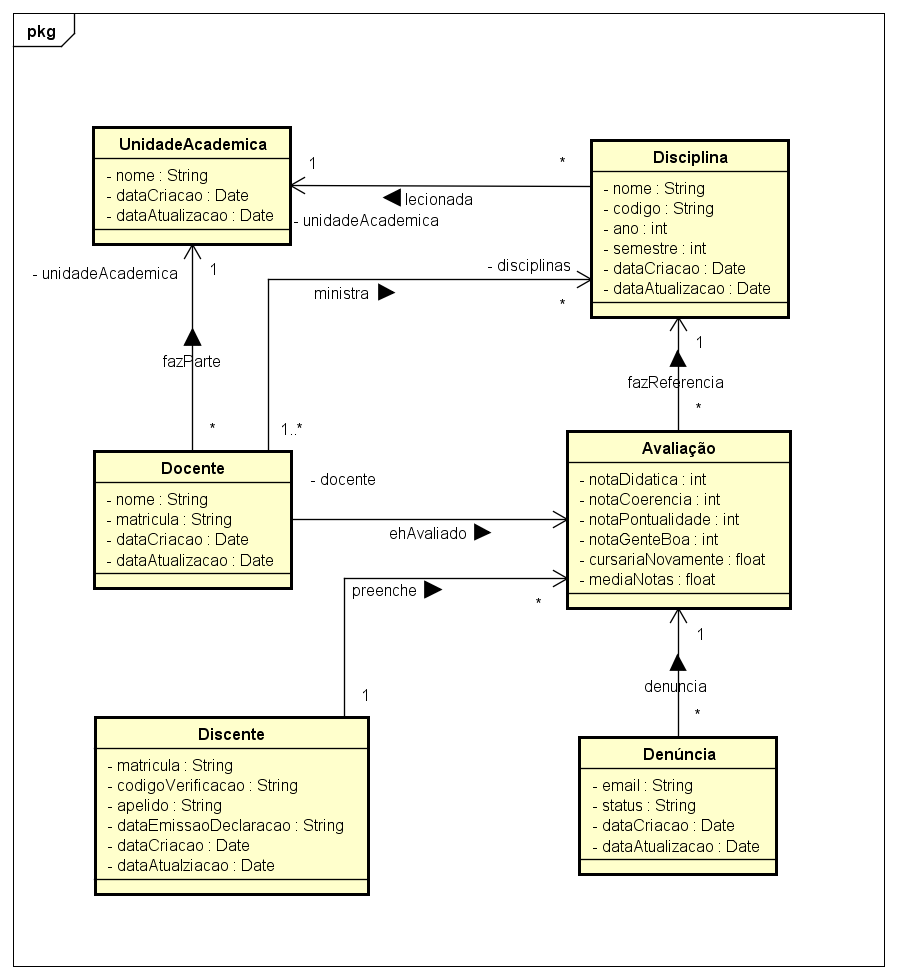 pkg
UnidadeAcademica
- nome : String
- dataCriacao : Date
- dataAtualizacao : Date
1
*
lecionada
- unidadeAcademica
Disciplina
- nome : String
- codigo : String
- ano : int
- semestre : int
- dataCriacao : Date
- dataAtualizacao : Date
- unidadeAcademica
1
fazParte
*
- disciplinas
ministra
*
1..*
1
fazReferencia
*
Docente
- nome : String
- matricula : String
- dataCriacao : Date
- dataAtualizacao : Date
- docente
ehAvaliado
Avaliação
- notaDidatica : int
- notaCoerencia : int
- notaPontualidade : int
- notaGenteBoa : int
- cursariaNovamente : float
- mediaNotas : float
preenche
*
1
1
denuncia
*
Discente
- matricula : String
- codigoVerificacao : String
- apelido : String
- dataEmissaoDeclaracao : String
- dataCriacao : Date
- dataAtualziacao : Date
Denúncia
- email : String
- status : String
- dataCriacao : Date
- dataAtualizacao : Date